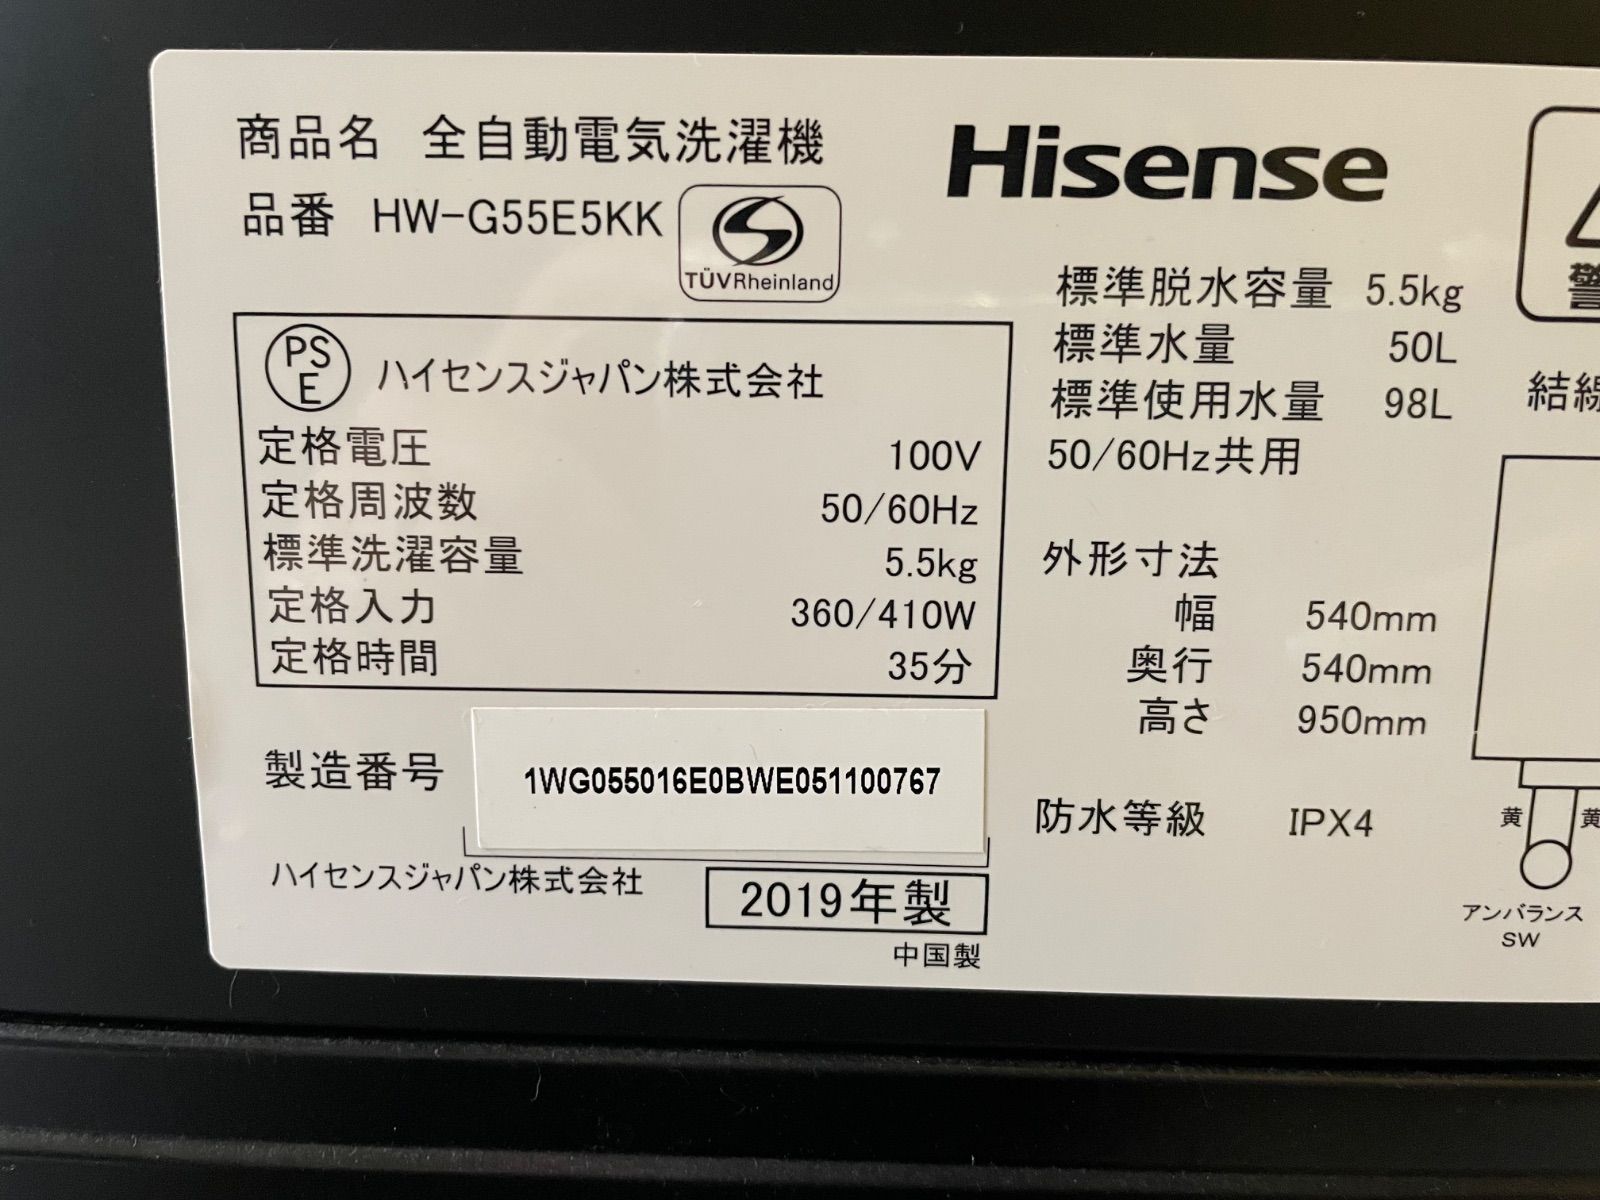 商品名 全自動電気洗濯機
品番 HW-G55E5KK
TÜVRheinland
Hisense
PS
E
ハイセンスジャパン株式会社
定格電圧 100V
定格周波数 50/60Hz
標準洗濯容量 5.5kg
定格入力 360/410W
定格時間 35分
製造番号 1WG055016E0BWE051100767
ハイセンスジャパン株式会社
2019年製
中国製
標準脱水容量 5.5kg
標準水量 50L
標準使用水量 98L
50/60Hz共用
外形寸法
幅 540mm
奥行 540mm
高さ 950mm
防水等級 IPX4
警
結線
黄 黄
アンバランス
SW